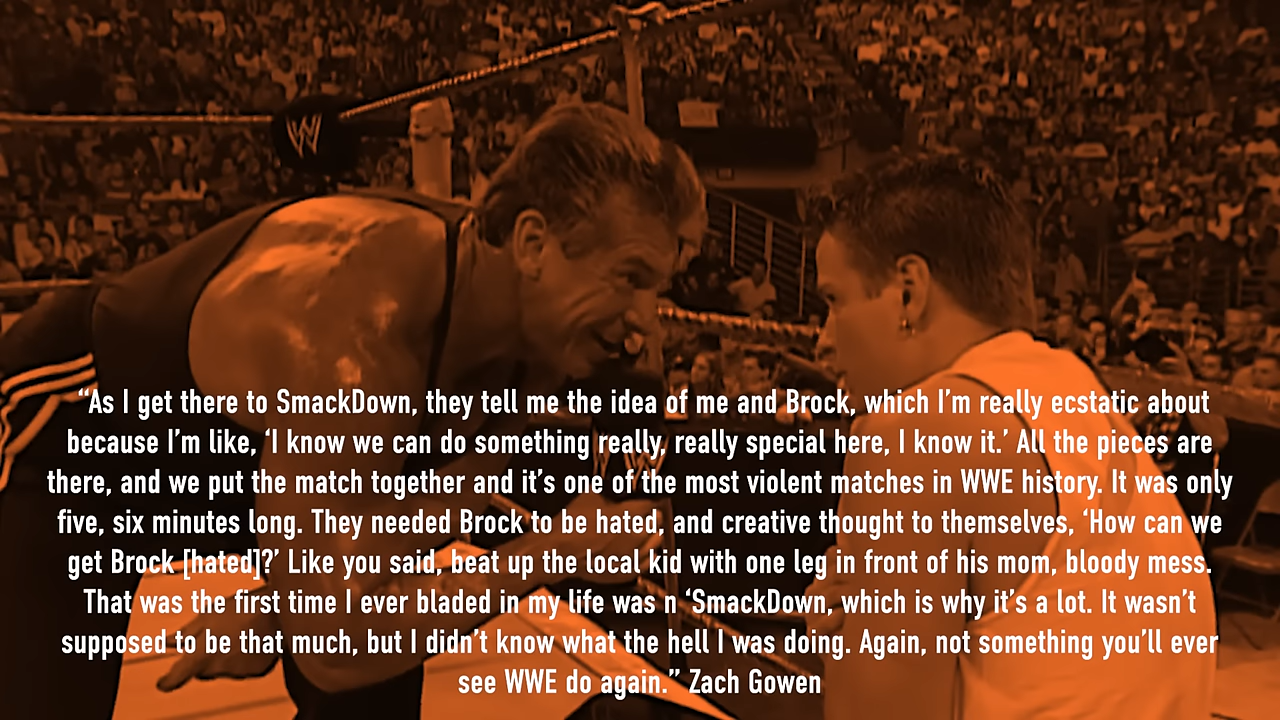 W
“As I get there to SmackDown, they tell me the idea of me and Brock, which I’m really ecstatic about
because I’m like, ‘I know we can do something really, really special here, I know it.’ All the pieces are
there, and we put the match together and it’s one of the most violent matches in WWE history. It was only
five, six minutes long. They needed Brock to be hated, and creative thought to themselves, ‘How can we
get Brock [hated]?’ Like you said, beat up the local kid with one leg in front of his mom, bloody mess.
That was the first time I ever bladed in my life was n ‘SmackDown, which is why it’s a lot. It wasn’t
supposed to be that much, but I didn’t know what the hell I was doing. Again, not something you’ll ever
see WWE do again.” Zach Gowen